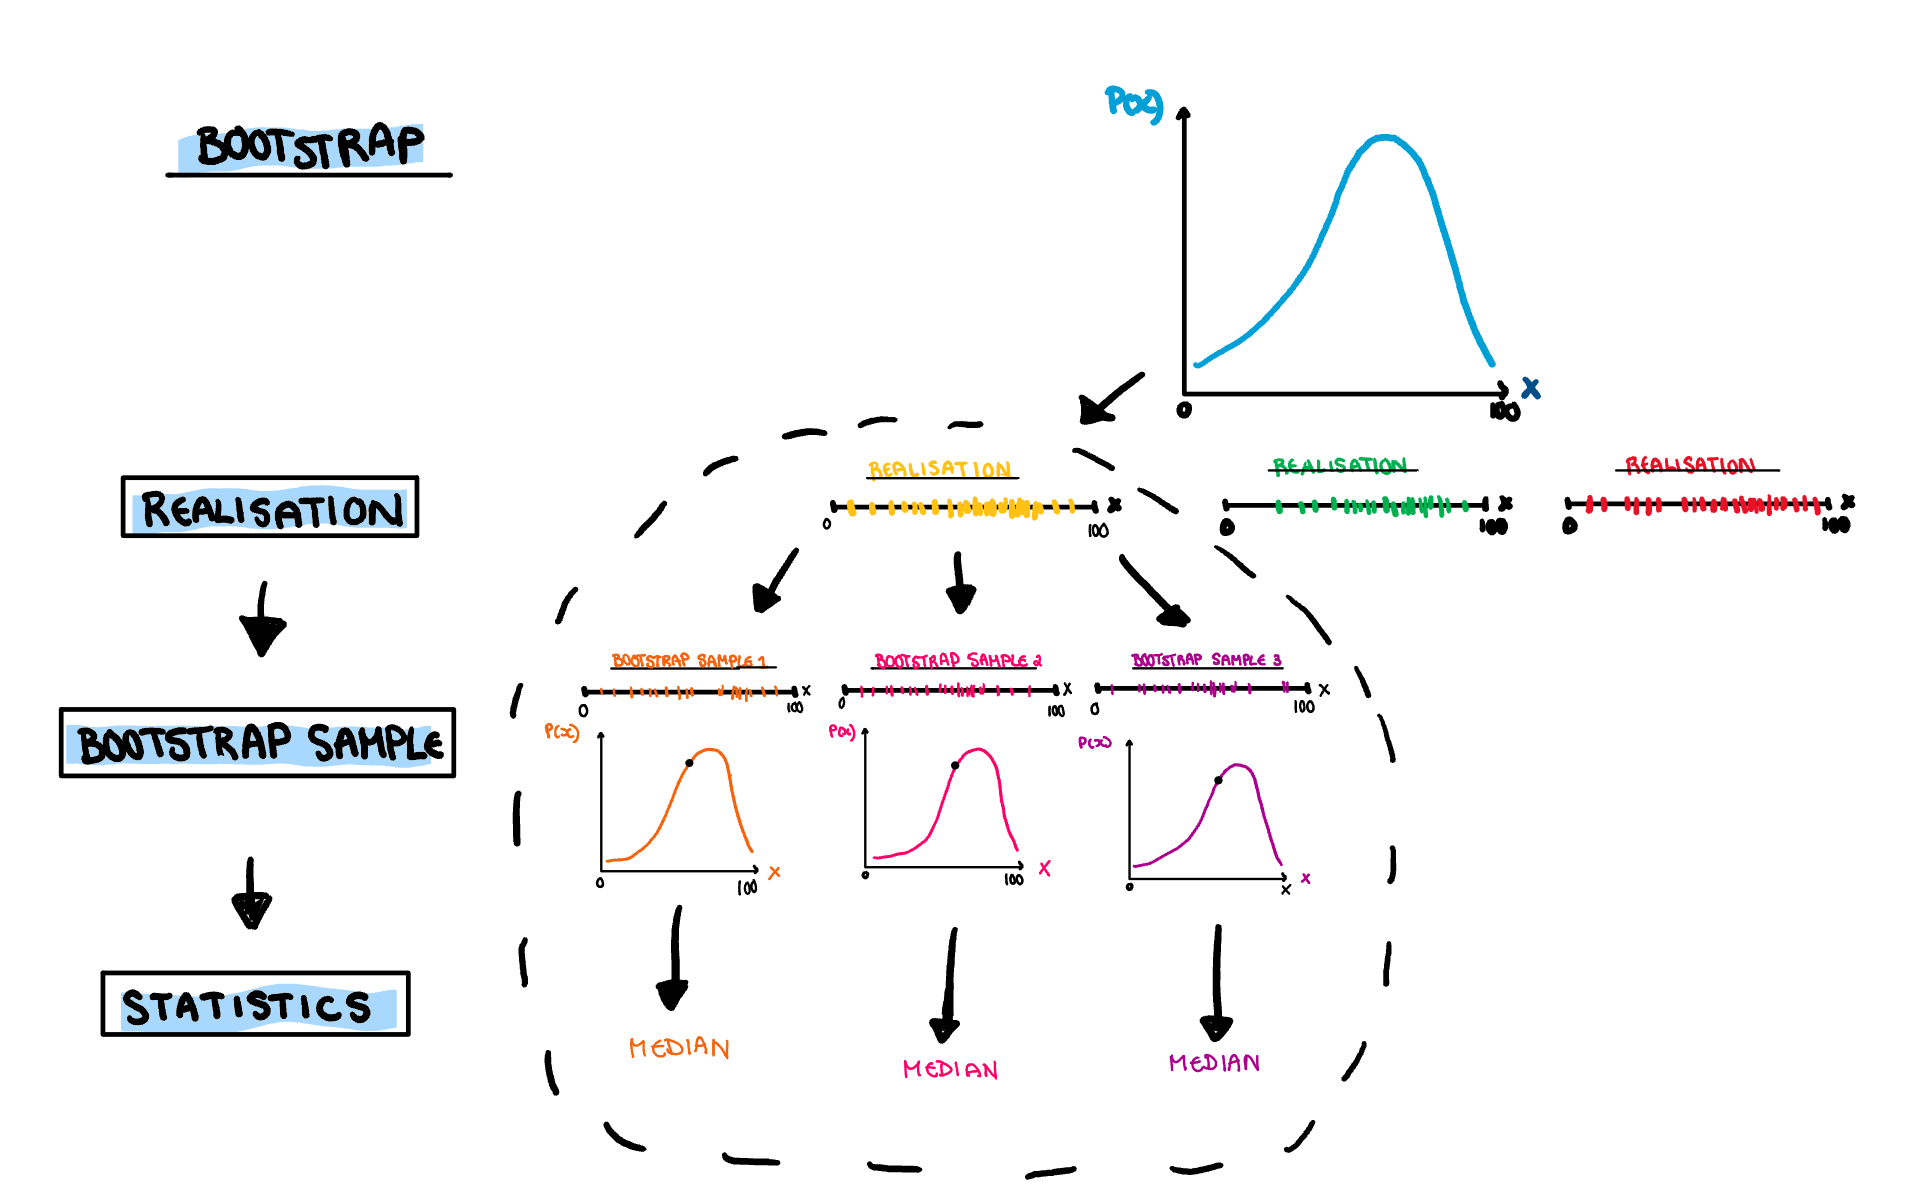 BOOTSTRAP
P(x)
X
0
100
REALISATION
REALISATION
REALISATION
REALISATION
x
0
100
x
0
100
x
0
100
BOOTSTRAP SAMPLE 1
BOOTSTRAP SAMPLE 2
BOOTSTRAP SAMPLE 3
x
0
100
x
0
100
x
0
100
BOOTSTRAP SAMPLE
P(x)
P(x)
P(x)
0
100
x
0
100
x
0
x
x
STATISTICS
MEDIAN
MEDIAN
MEDIAN